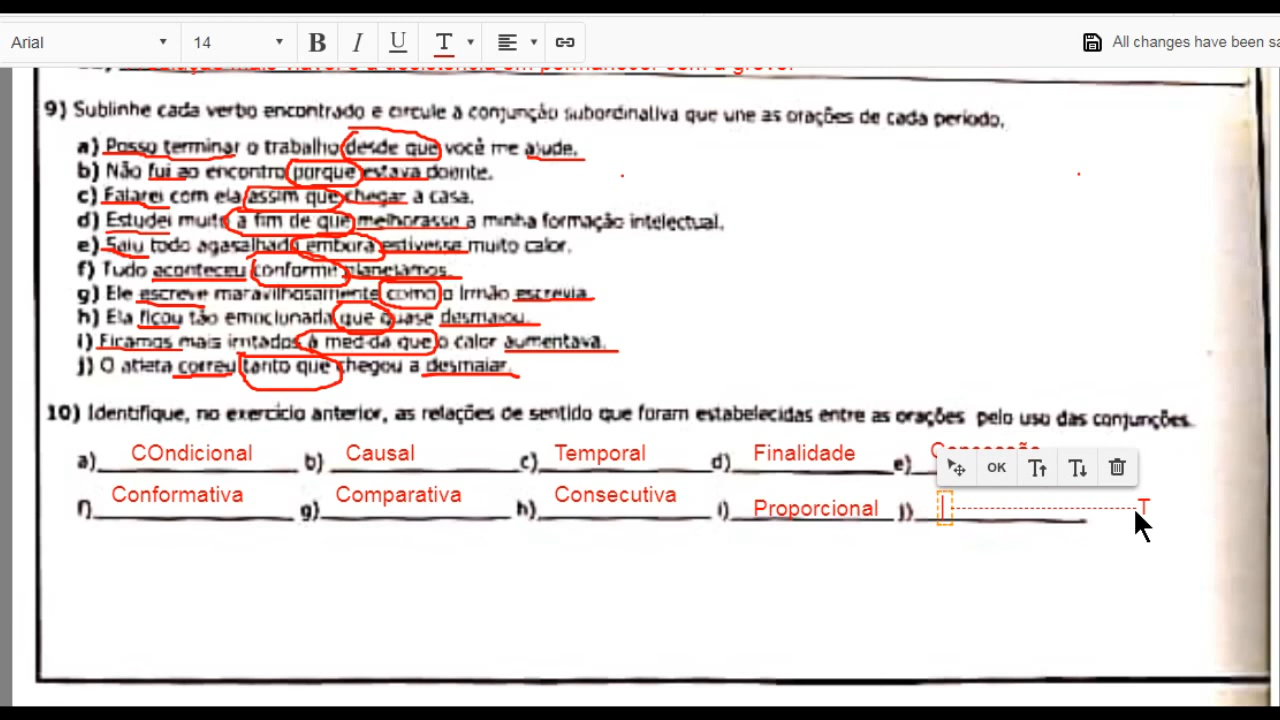 Arial 14 B I U T All changes have been sa
9) Sublinhe cada verbo encontrado e circule a conjunção subordinativa que une as orações de cada período.
a) Posso terminar o trabalho desde que você me ajude.
b) Não fui ao encontro porque estava doente.
c) Falarei com ela assim que chegar a casa.
d) Estudei muito a fim de que melhorasse a minha formação intelectual.
e) Saiu todo agasalhado embora estivesse muito calor.
f) Tudo aconteceu conforme planejamos.
g) Ele escreve maravilhosamente como o irmão escrevia.
h) Ela ficou tão emocionada que quase desmaiou.
i) Ficamos mais irritados à medida que o calor aumentava.
j) O atleta correu tanto que chegou a desmaiar.
10) Identifique, no exercício anterior, as relações de sentido que foram estabelecidas entre as orações pelo uso das conjunções.
a) COndicional b) Causal c) Temporal d) Finalidade e)
OK
f) Conformativa g) Comparativa h) Consecutiva i) Proporcional j) T